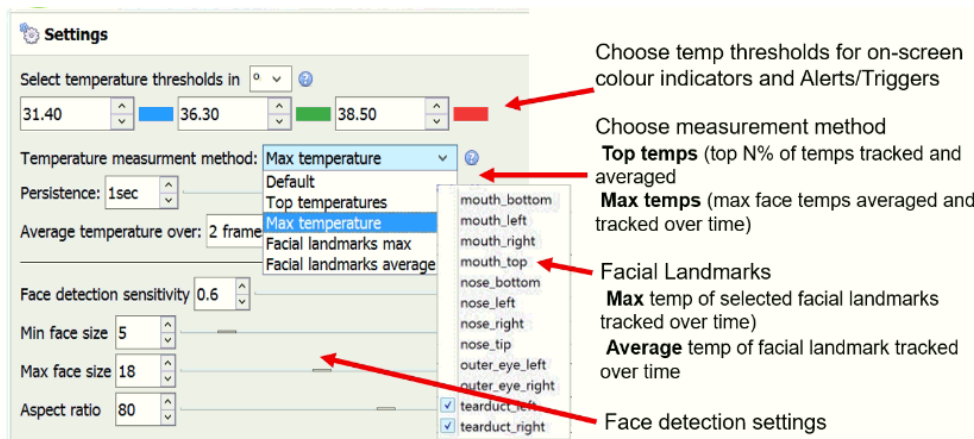 Settings
Select temperature thresholds in º
31.40 36.30 38.50
Temperature measurment method: Max temperature
Default
Top temperatures
Max temperature
Facial landmarks max
Facial landmarks average
Persistence: 1sec
Average temperature over: 2 frame
Face detection sensitivity 0.6
Min face size 5
Max face size 18
Aspect ratio 80
mouth_bottom
mouth_left
mouth_right
mouth_top
nose_bottom
nose_left
nose_right
nose_tip
outer_eye_left
outer_eye_right
tearduct_left
tearduct_right
Choose temp thresholds for on-screen
colour indicators and Alerts/Triggers
Choose measurement method
Top temps (top N% of temps tracked and
averaged
Max temps (max face temps averaged and
tracked over time)
Facial Landmarks
Max temp of selected facial landmarks
tracked over time)
Average temp of facial landmark tracked
over time
Face detection settings